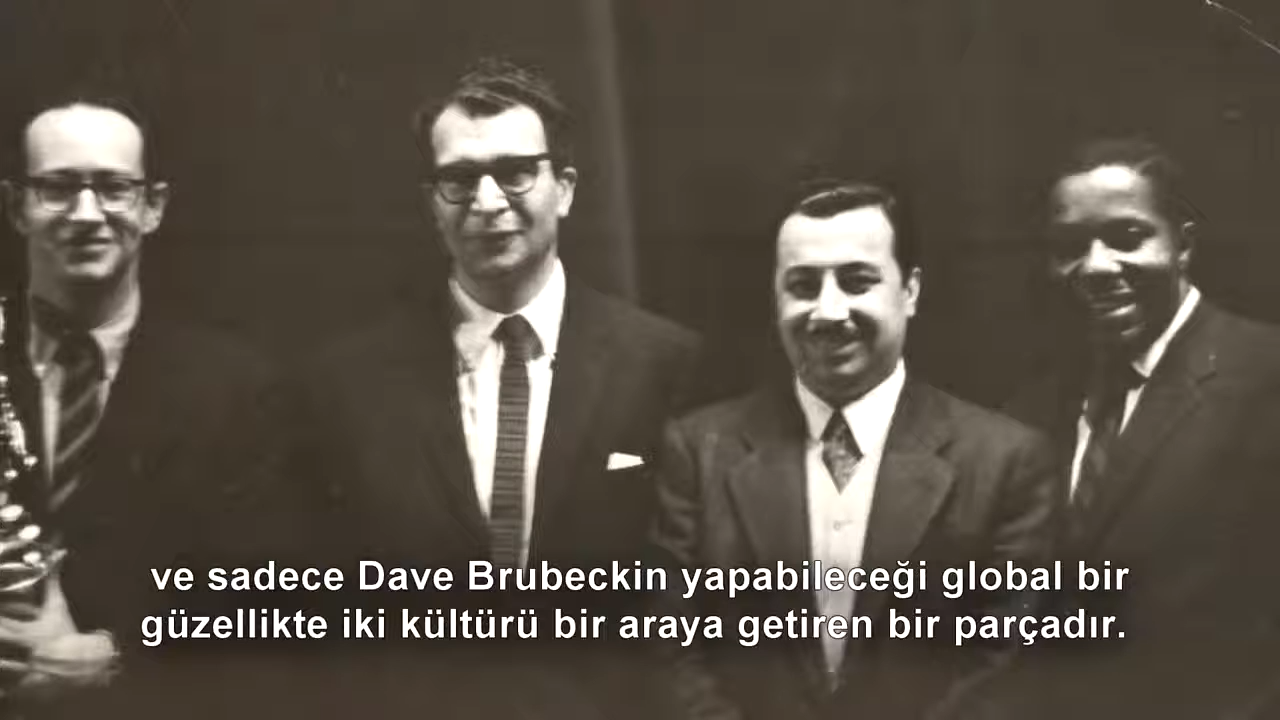 ve sadece Dave Brubeckin yapabileceği global bir
güzellikte iki kültürü bir araya getiren bir parçadır.